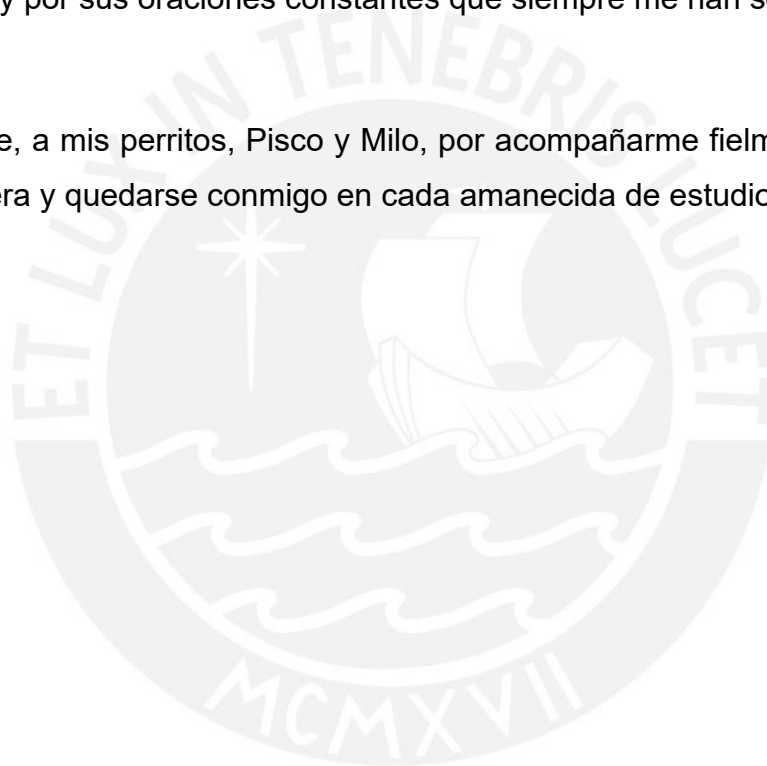 y por sus oraciones constantes que siempre me han
e, a mis perritos, Pisco y Milo, por acompañarme
era y quedarse conmigo en cada amanecida de estudio
ET LUX IN TENEBRIS LUCET
MCMXVII